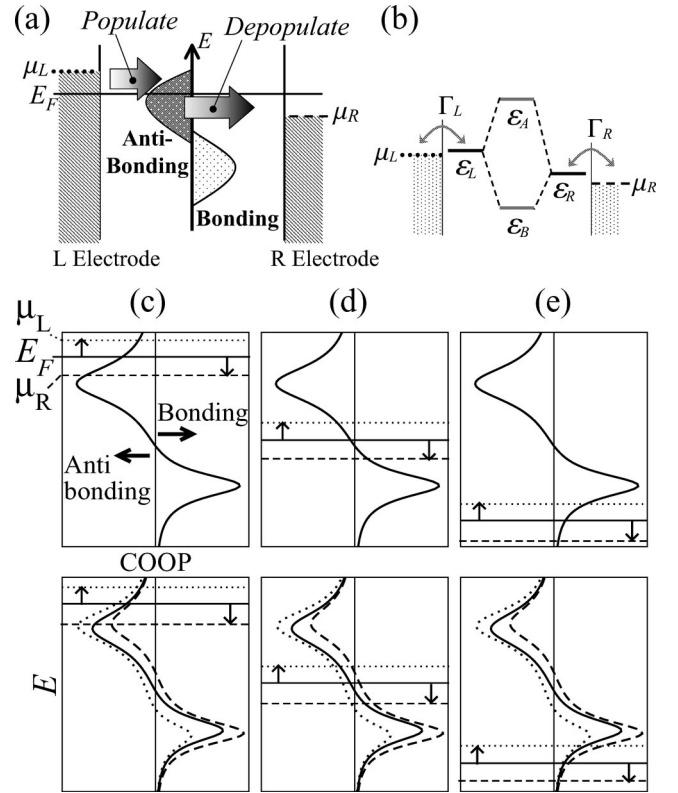 (a)
Populate
E
Depopulate
μL
EF
μR
Anti-
Bonding
Bonding
L Electrode
R Electrode
(b)
ΓL
εA
ΓR
μL
εL
εR
μR
εB
(c)
(d)
(e)
μL
EF
μR
Bonding
Anti
bonding
COOP
E